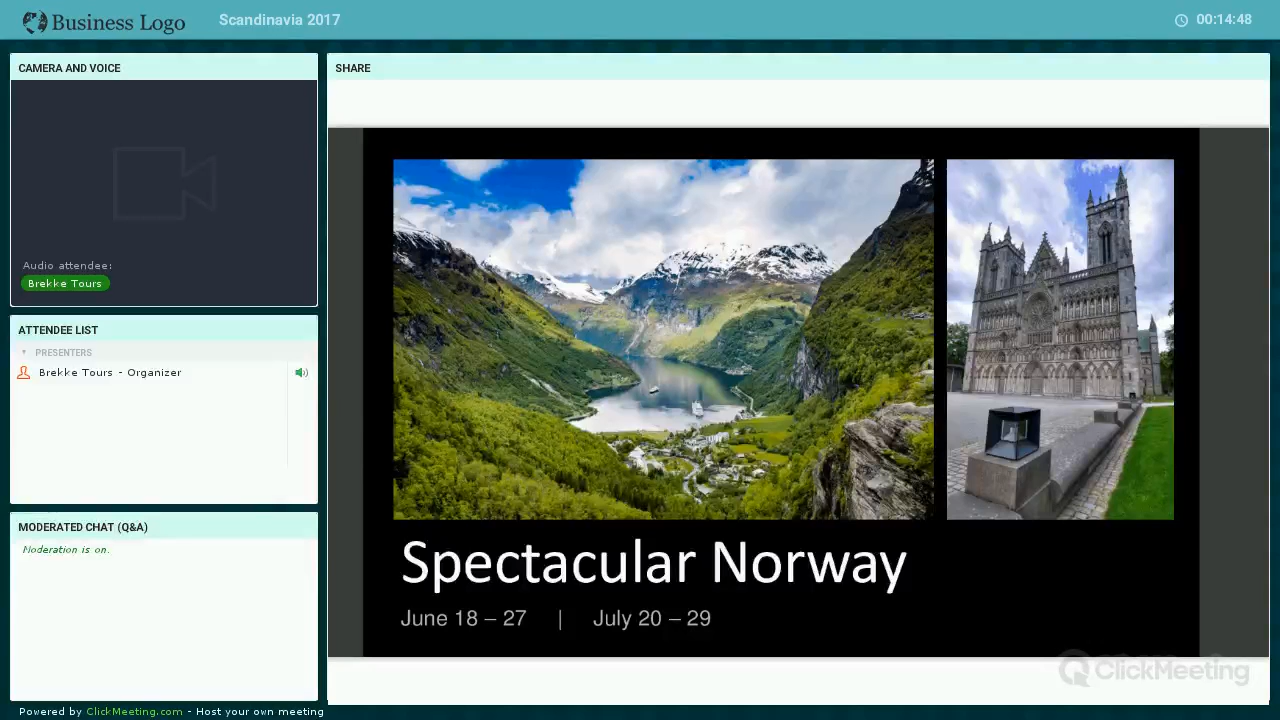 Business Logo
Scandinavia 2017
00:14:48
CAMERA AND VOICE
Audio attendee:
Brekke Tours
ATTENDEE LIST
PRESENTERS
Brekke Tours - Organizer
MODERATED CHAT (Q&A)
Moderation is on.
SHARE
Spectacular Norway
June 18 – 27 | July 20 – 29
ClickMeeting
Powered by ClickMeeting.com - Host your own meeting